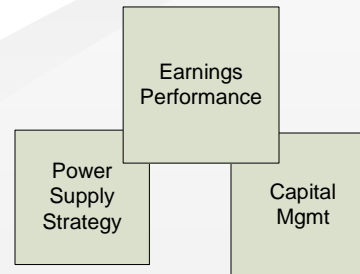 Earnings
Performance
Power
Supply
Strategy
Capital
Mgmt